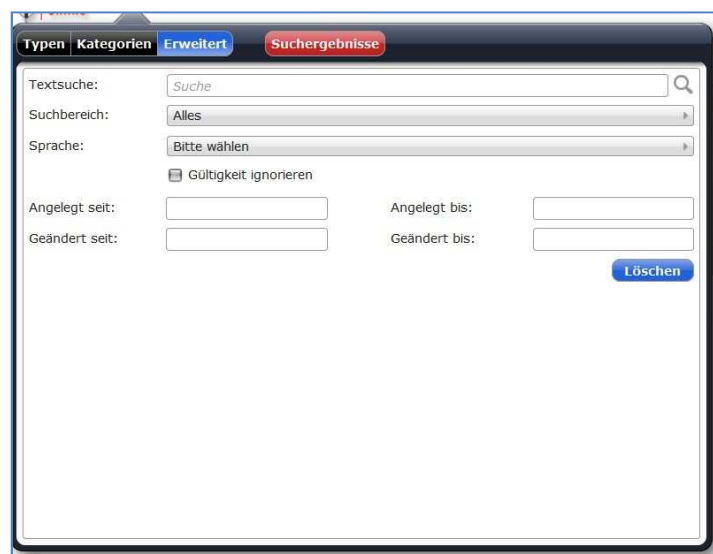 Typen Kategorien Erweitert Suchergebnisse
Textsuche: Suche
Suchbereich: Alles
Sprache: Bitte wählen
Gültigkeit ignorieren
Angelegt seit: Angelegt bis:
Geändert seit: Geändert bis:
Löschen